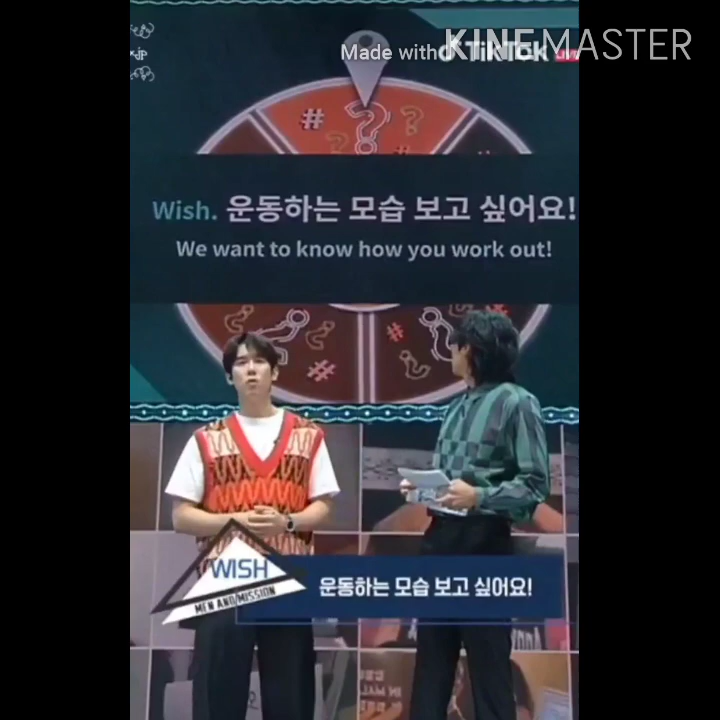 Made with KINEMASTER
TikTok LIVE
# ? ?
Wish. 운동하는 모습 보고 싶어요!
We want to know how you work out!
WISH
MEN AND/MISSION
운동하는 모습 보고 싶어요!